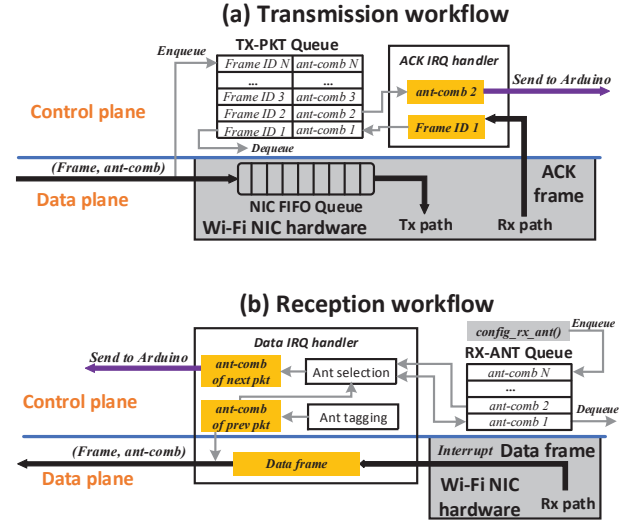 (a) Transmission workflow
TX-PKT Queue
Enqueue
Frame ID N ant-comb N
... ...
Frame ID 3 ant-comb 3
Frame ID 2 ant-comb 2
Frame ID 1 ant-comb 1
Dequeue
ACK IRQ handler
ant-comb 2
Frame ID 1
Send to Arduino
Control plane
(Frame, ant-comb)
Data plane
NIC FIFO Queue
Wi-Fi NIC hardware
Tx path
Rx path
ACK
frame
(b) Reception workflow
Data IRQ handler
Send to Arduino
ant-comb
of next pkt
Ant selection
ant-comb
of prev pkt
Ant tagging
config_rx_ant()
Enqueue
RX-ANT Queue
ant-comb N
...
ant-comb 2
ant-comb 1
Dequeue
Control plane
(Frame, ant-comb)
Data plane
Data frame
Interrupt
Data frame
Wi-Fi NIC
hardware
Rx path